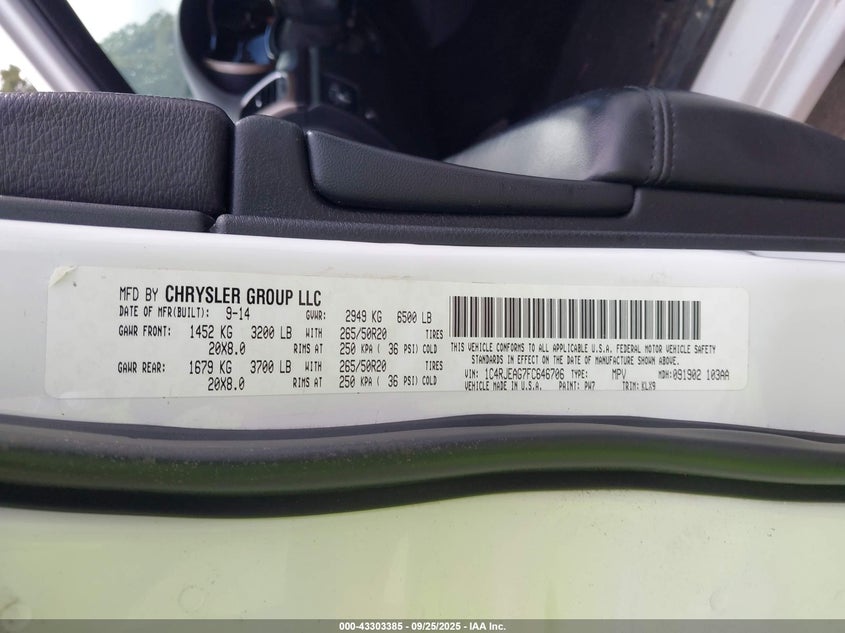 MFD BY CHRYSLER GROUP LLC
DATE OF MFR(BUILT): 9-14 GVWR: 2949 KG 6500 LB
GAWR FRONT: 1452 KG 3200 LB WITH 265/50R20 TIRES
20X8.0 RIMS AT 250 KPA ( 36 PSI) COLD
GAWR REAR: 1679 KG 3700 LB WITH 265/50R20 TIRES
20X8.0 RIMS AT 250 KPA ( 36 PSI) COLD
THIS VEHICLE CONFORMS TO ALL APPLICABLE U.S.A. FEDERAL MOTOR VEHICLE SAFETY
STANDARDS IN EFFECT ON THE DATE OF MANUFACTURE SHOWN ABOVE.
VIN: 1C4RJEAG7FC646706 TYPE: MPV MDH: 091902 103AA
VEHICLE MADE IN U.S.A. PAINT: PW7 TRIM: KLX9
000-43303385 - 09/25/2025 - IAA Inc.